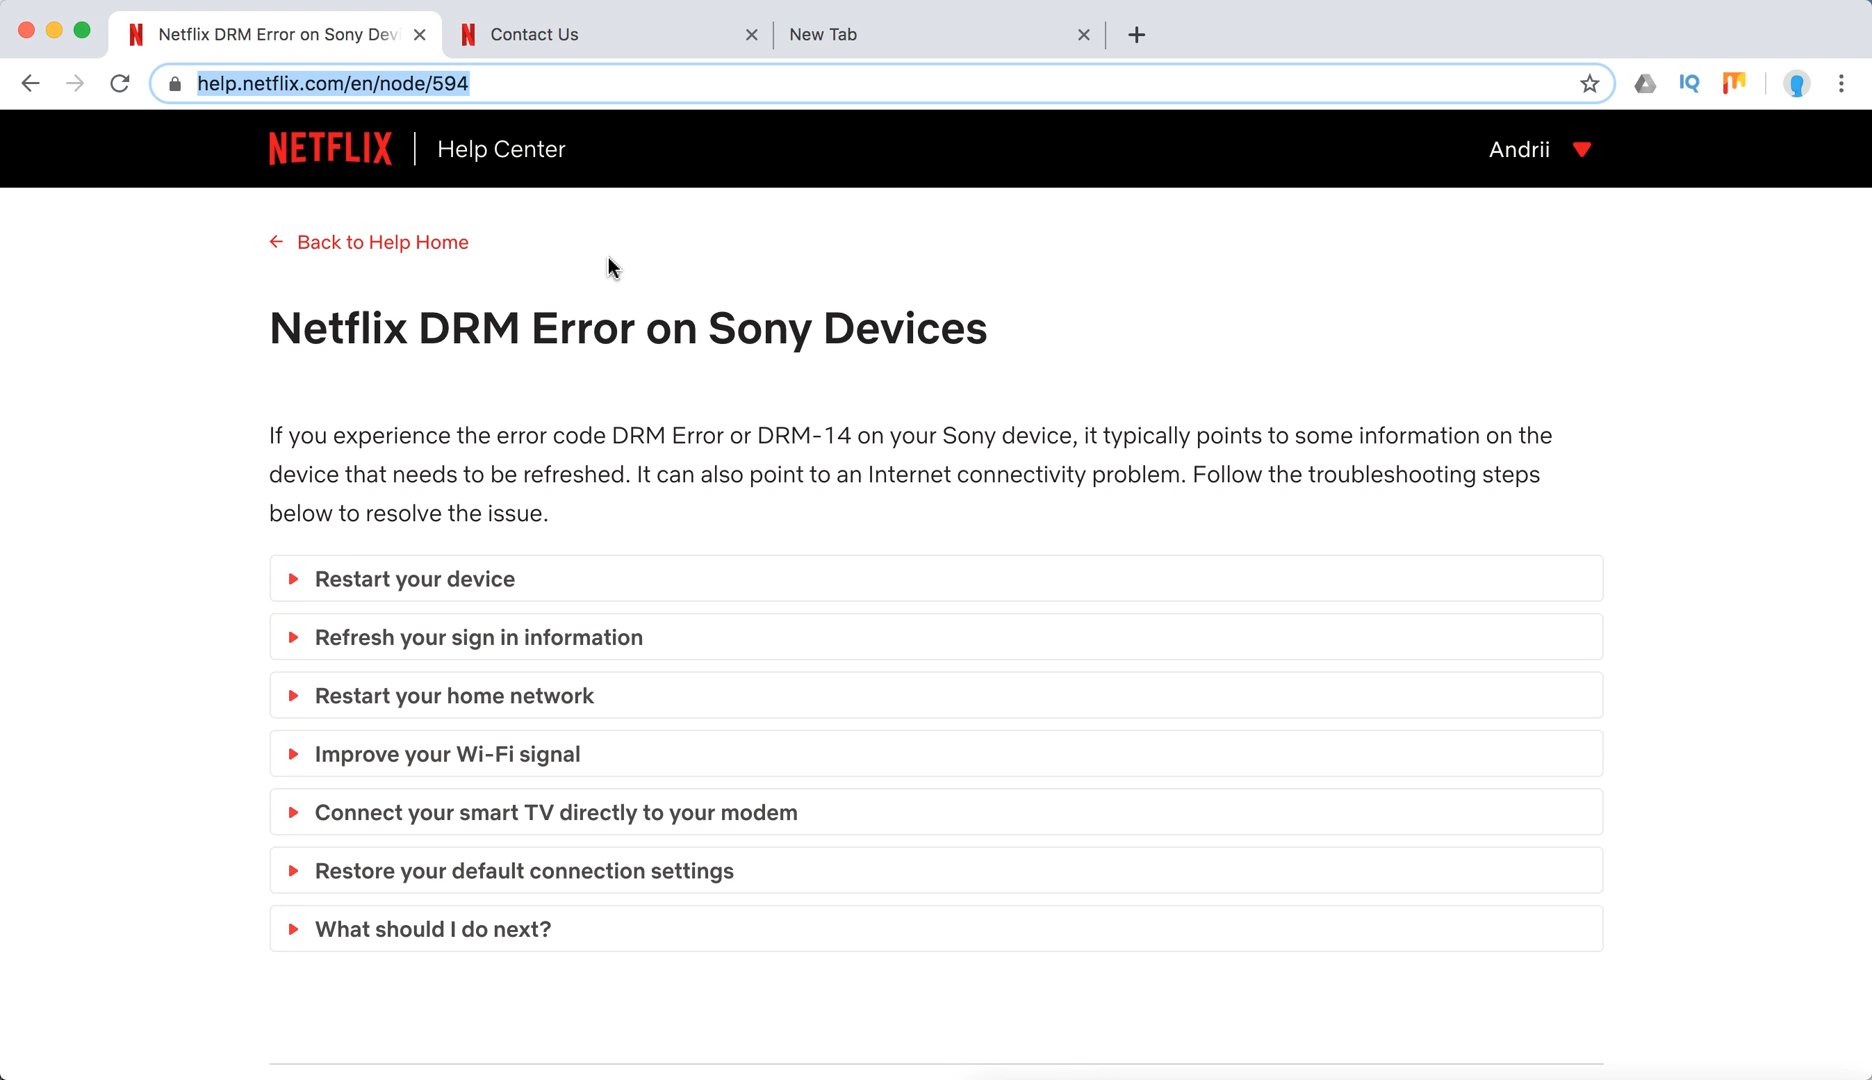 Netflix DRM Error on Sony Dev
Contact Us
New Tab
help.netflix.com/en/node/594
IQ
NETFLIX
Help Center
Andrii
Back to Help Home
Netflix DRM Error on Sony Devices
If you experience the error code DRM Error or DRM-14 on your Sony device, it typically points to some information on the
device that needs to be refreshed. It can also point to an Internet connectivity problem. Follow the troubleshooting steps
below to resolve the issue.
Restart your device
Refresh your sign in information
Restart your home network
Improve your Wi-Fi signal
Connect your smart TV directly to your modem
Restore your default connection settings
What should I do next?